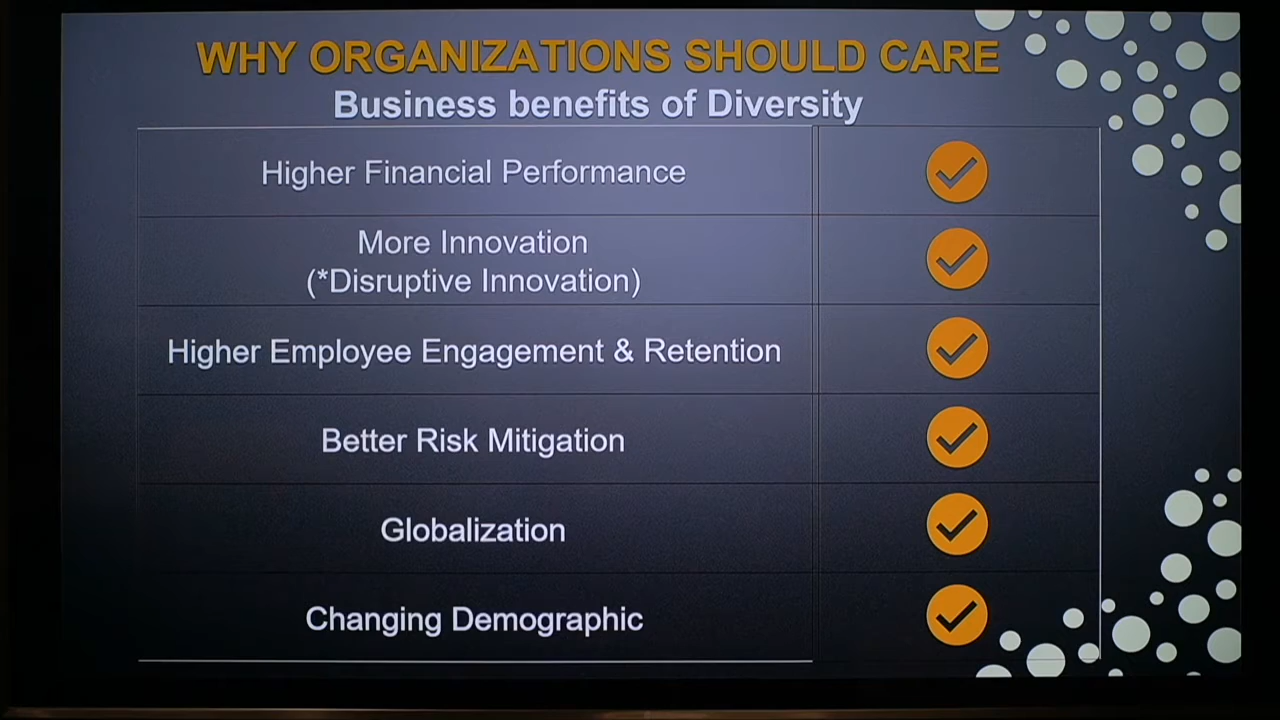 WHY ORGANIZATIONS SHOULD CARE
Business benefits of Diversity
Higher Financial Performance
More Innovation
(*Disruptive Innovation)
Higher Employee Engagement & Retention
Better Risk Mitigation
Globalization
Changing Demographic